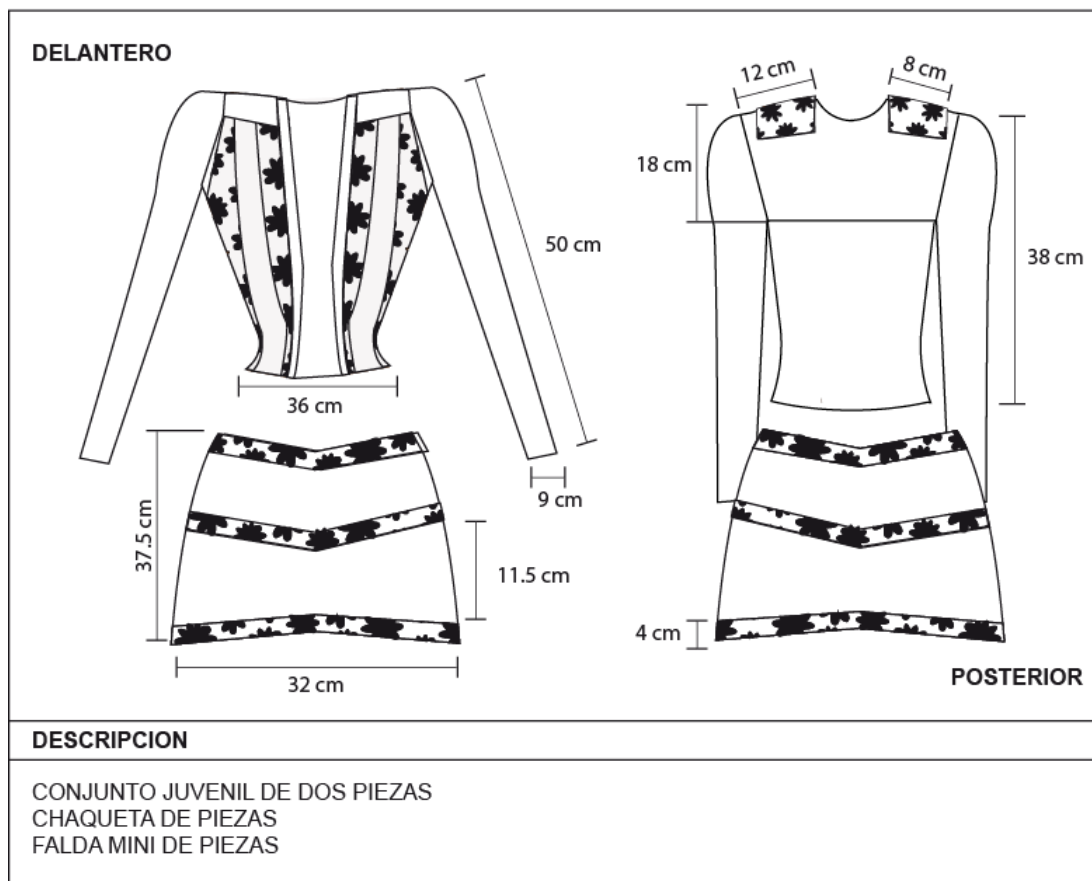 DELANTERO
12 cm
8 cm
18 cm
50 cm
38 cm
36 cm
9 cm
37.5 cm
11.5 cm
4 cm
32 cm
POSTERIOR
DESCRIPCION
CONJUNTO JUVENIL DE DOS PIEZAS
CHAQUETA DE PIEZAS
FALDA MINI DE PIEZAS